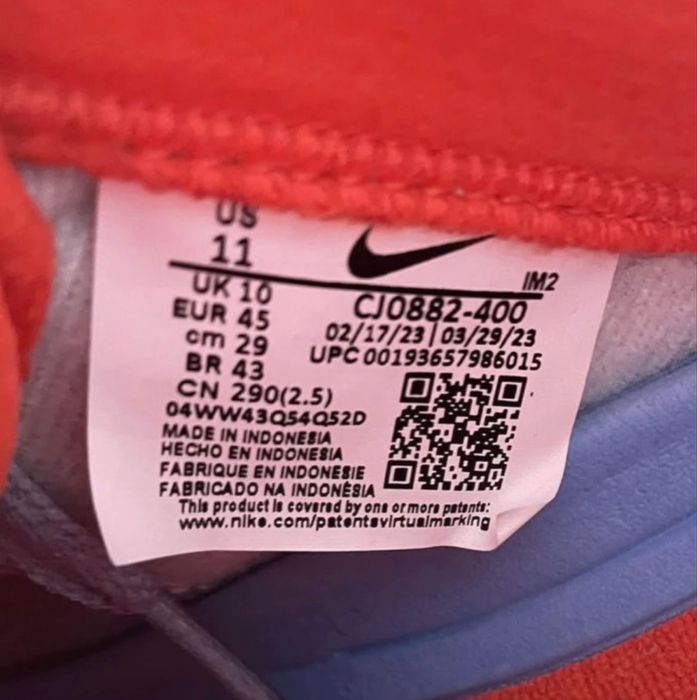 US
11
UK 10
EUR 45
cm 29
BR 43
CN 290(2.5)
04WW43Q54Q52D
IM2
CJ0882-400
02/17/23|03/29/23
UPC 00193657986015
MADE IN INDONESIA
HECHO EN INDONESIA
FABRIQUE EN INDONESIE
FABRICADO NA INDONÉSIA
This product is covered by one or more patents:
www.nike.com/patentsvirtualmarking